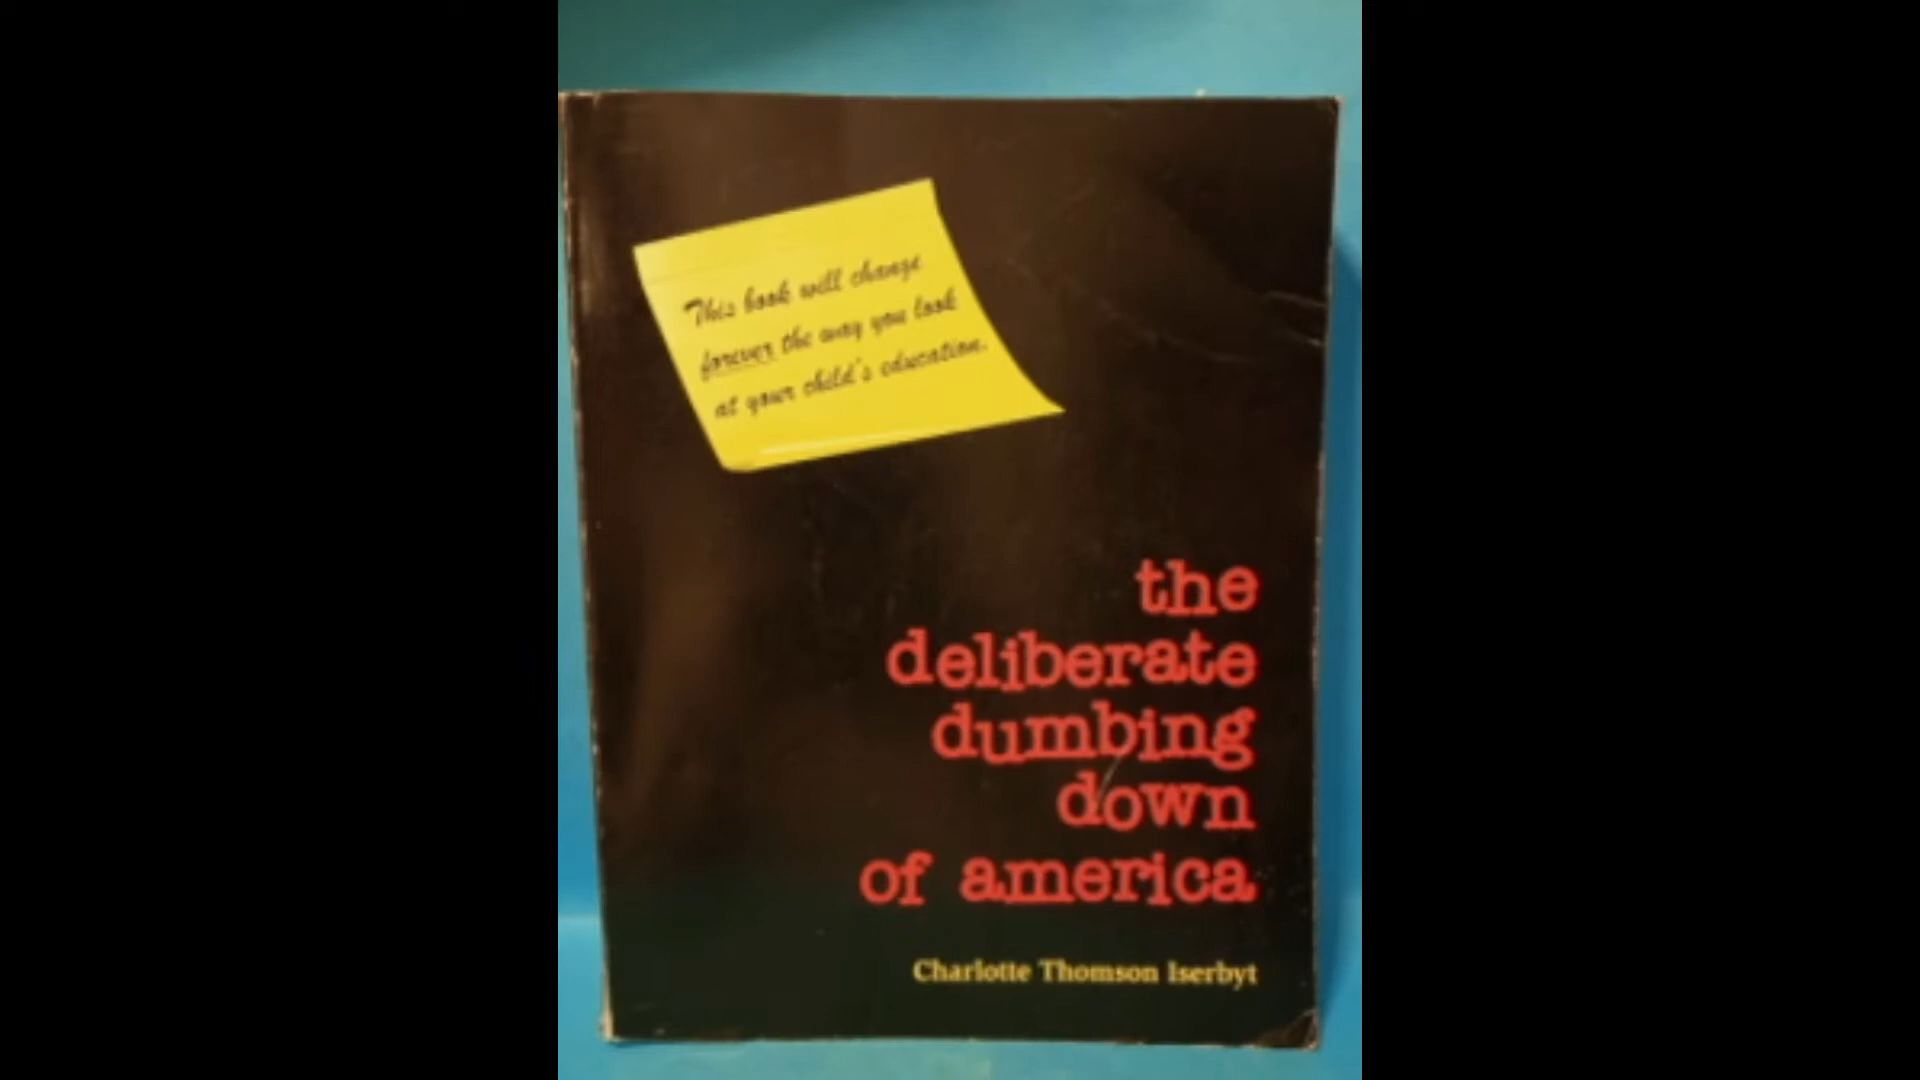 This book will change
forever the way you look
at your child's education.
the
deliberate
dumbing
down
of america
Charlotte Thomson Iserbyt